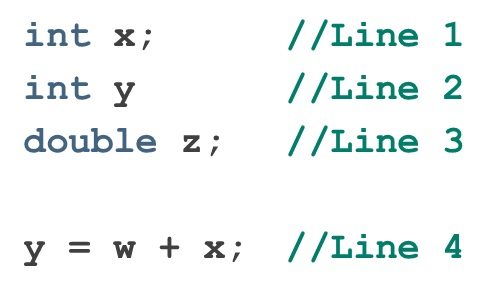 int x;      //Line 1
int y       //Line 2
double z;   //Line 3
y = w + x;  //Line 4